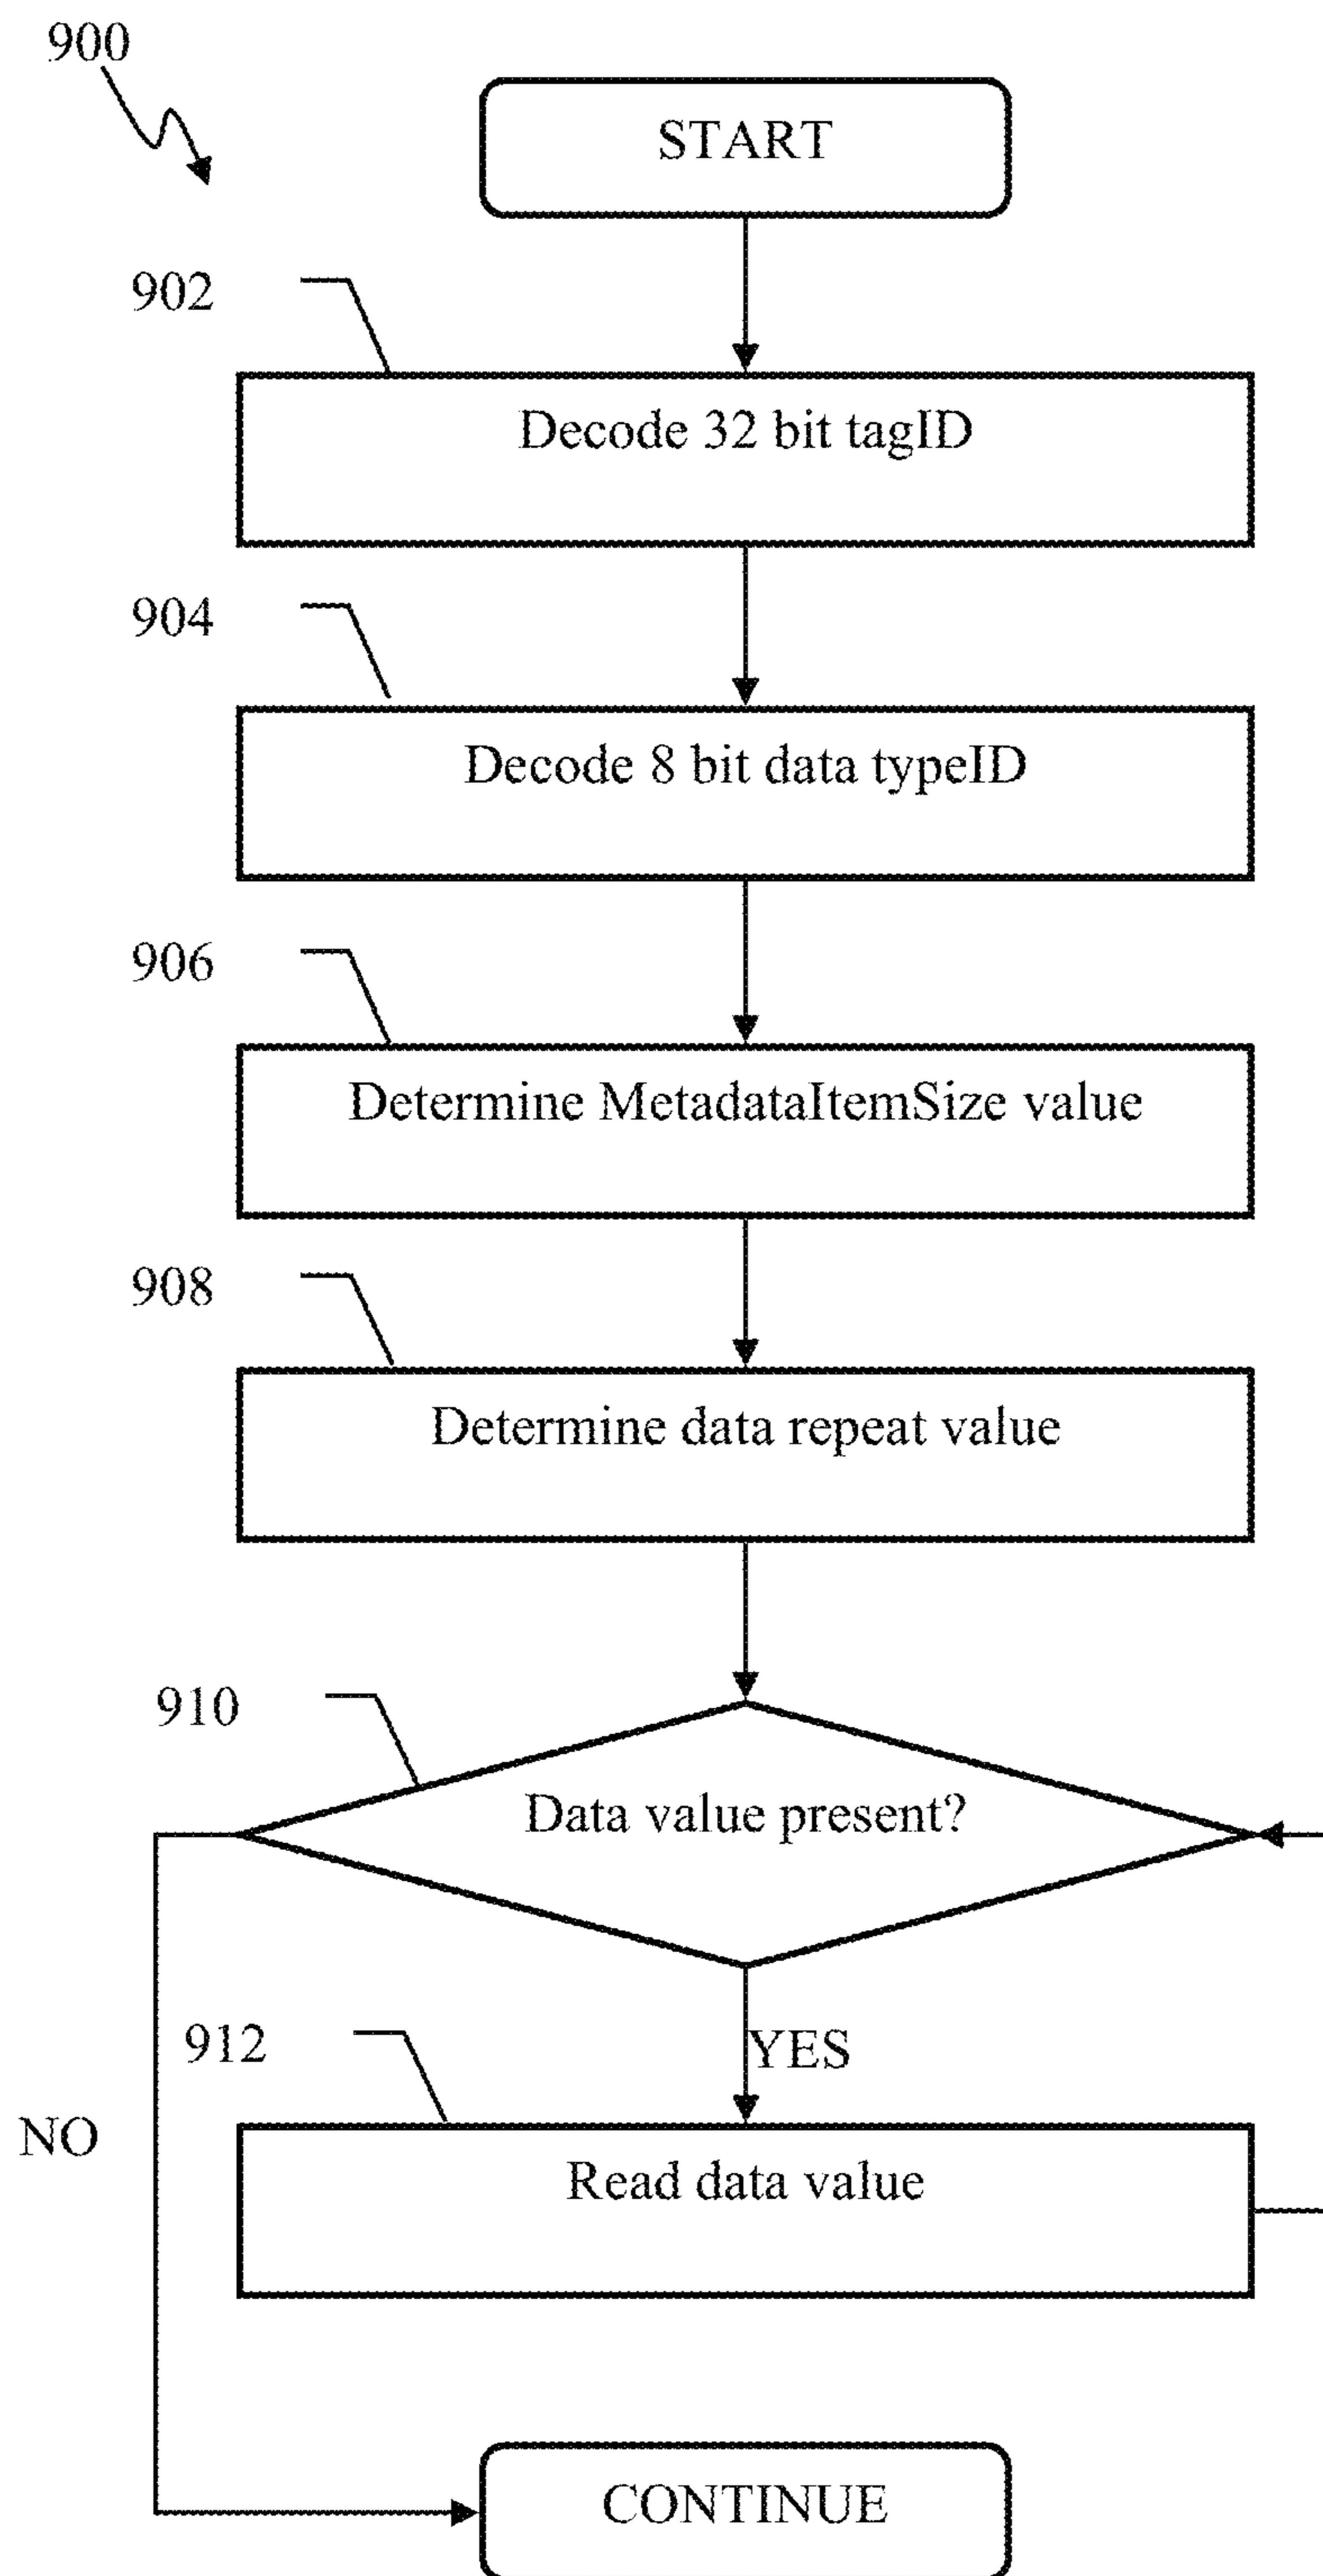 900
START
902
Decode 32 bit tagID
904
Decode 8 bit data typeID
906
Determine MetadataItemSize value
908
Determine data repeat value
910
Data value present?
912
YES
NO
Read data value
CONTINUE